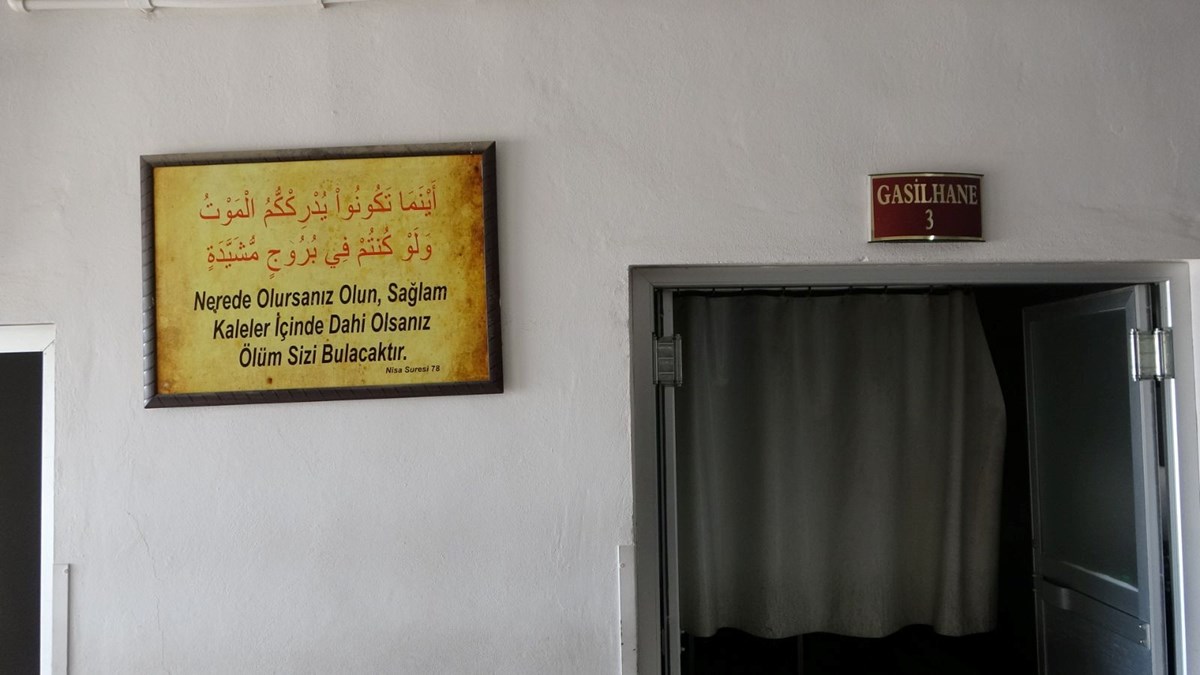 أَيْنَمَا تَكُونُواْ يُدْرِككُّمُ الْمَوْتُ
وَلَوْ كُنتُمْ فِي بُرُوجٍ مُّشَيَّدَةٍ
Nerede Olursanız Olun, Sağlam
Kaleler İçinde Dahi Olsanız
Ölüm Sizi Bulacaktır.
Nisa Suresi 78
GASİLHANE
3